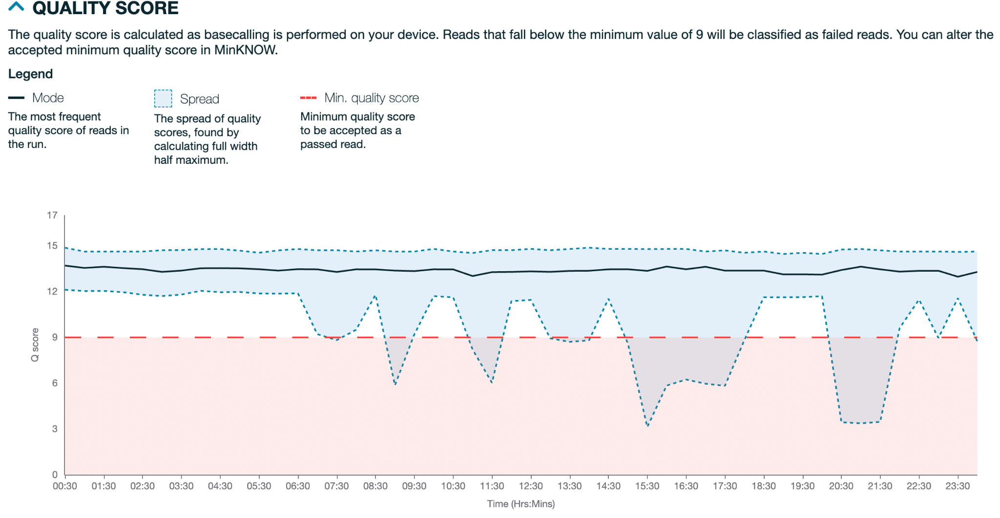 QUALITY SCORE
The quality score is calculated as basecalling is performed on your device. Reads that fall below the minimum value of 9 will be classified as failed reads. You can alter the
accepted minimum quality score in MinKNOW.
Legend
Mode
The most frequent
quality score of reads in
the run.
Spread
The spread of quality
scores, found by
calculating full width
half maximum.
Min. quality score
Minimum quality score
to be accepted as a
passed read.
Q score
17
15
12
9
6
3
0
00:30 01:30 02:30 03:30 04:30 05:30 06:30 07:30 08:30 09:30 10:30 11:30 12:30 13:30 14:30 15:30 16:30 17:30 18:30 19:30 20:30 21:30 22:30 23:30
Time (Hrs:Mins)